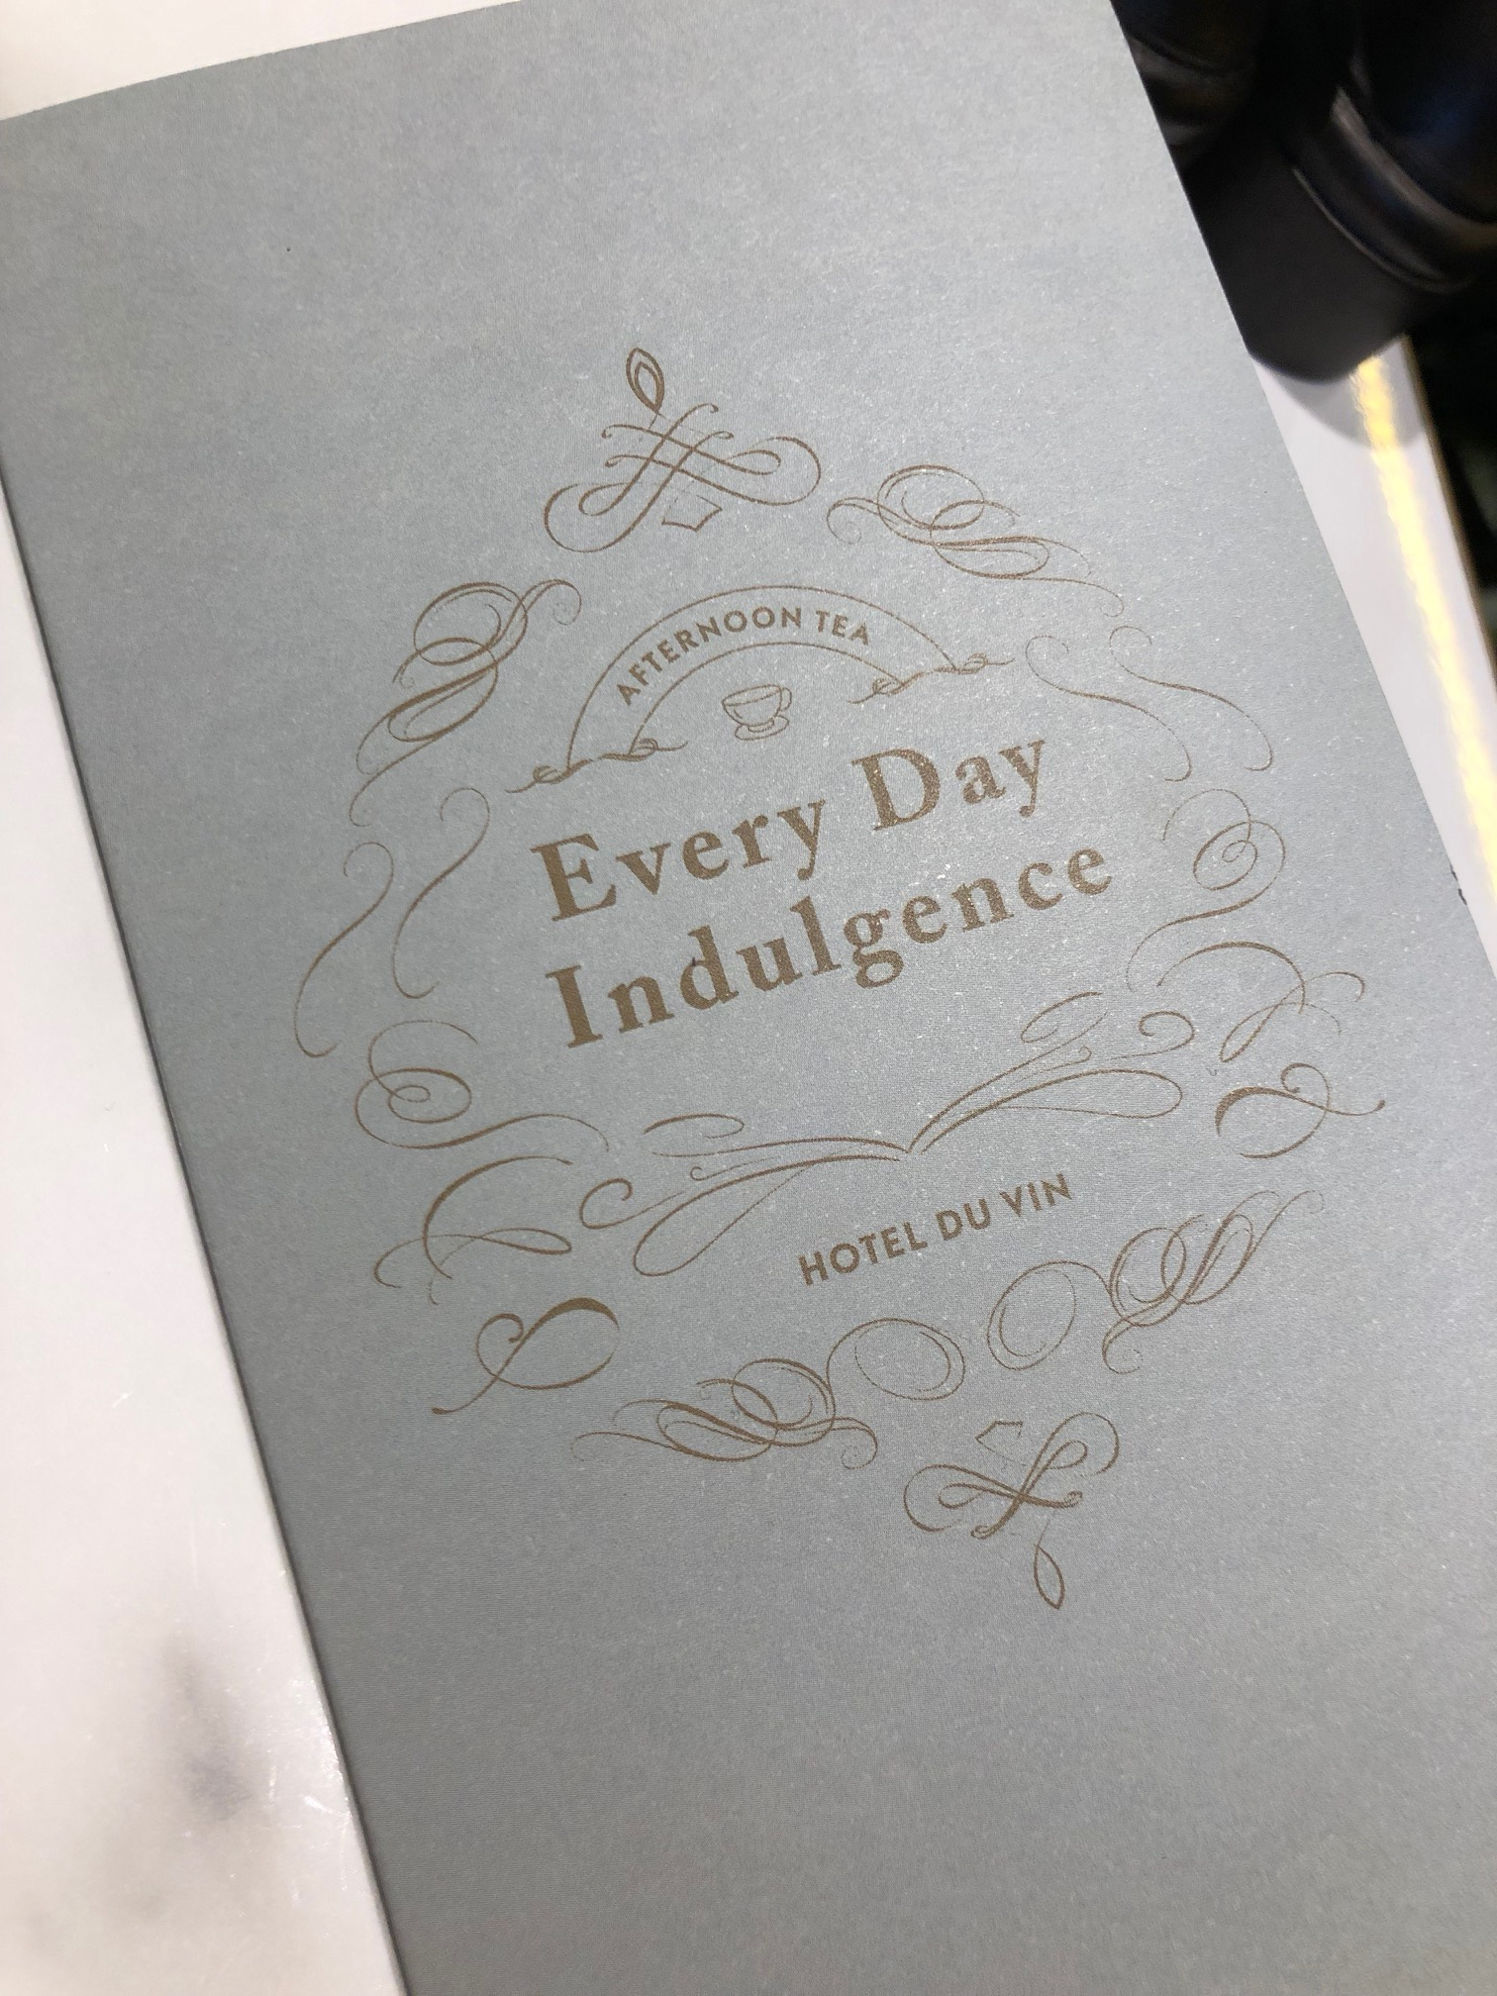 AFTERNOON TEA
Every Day
Indulgence
HOTEL DU VIN